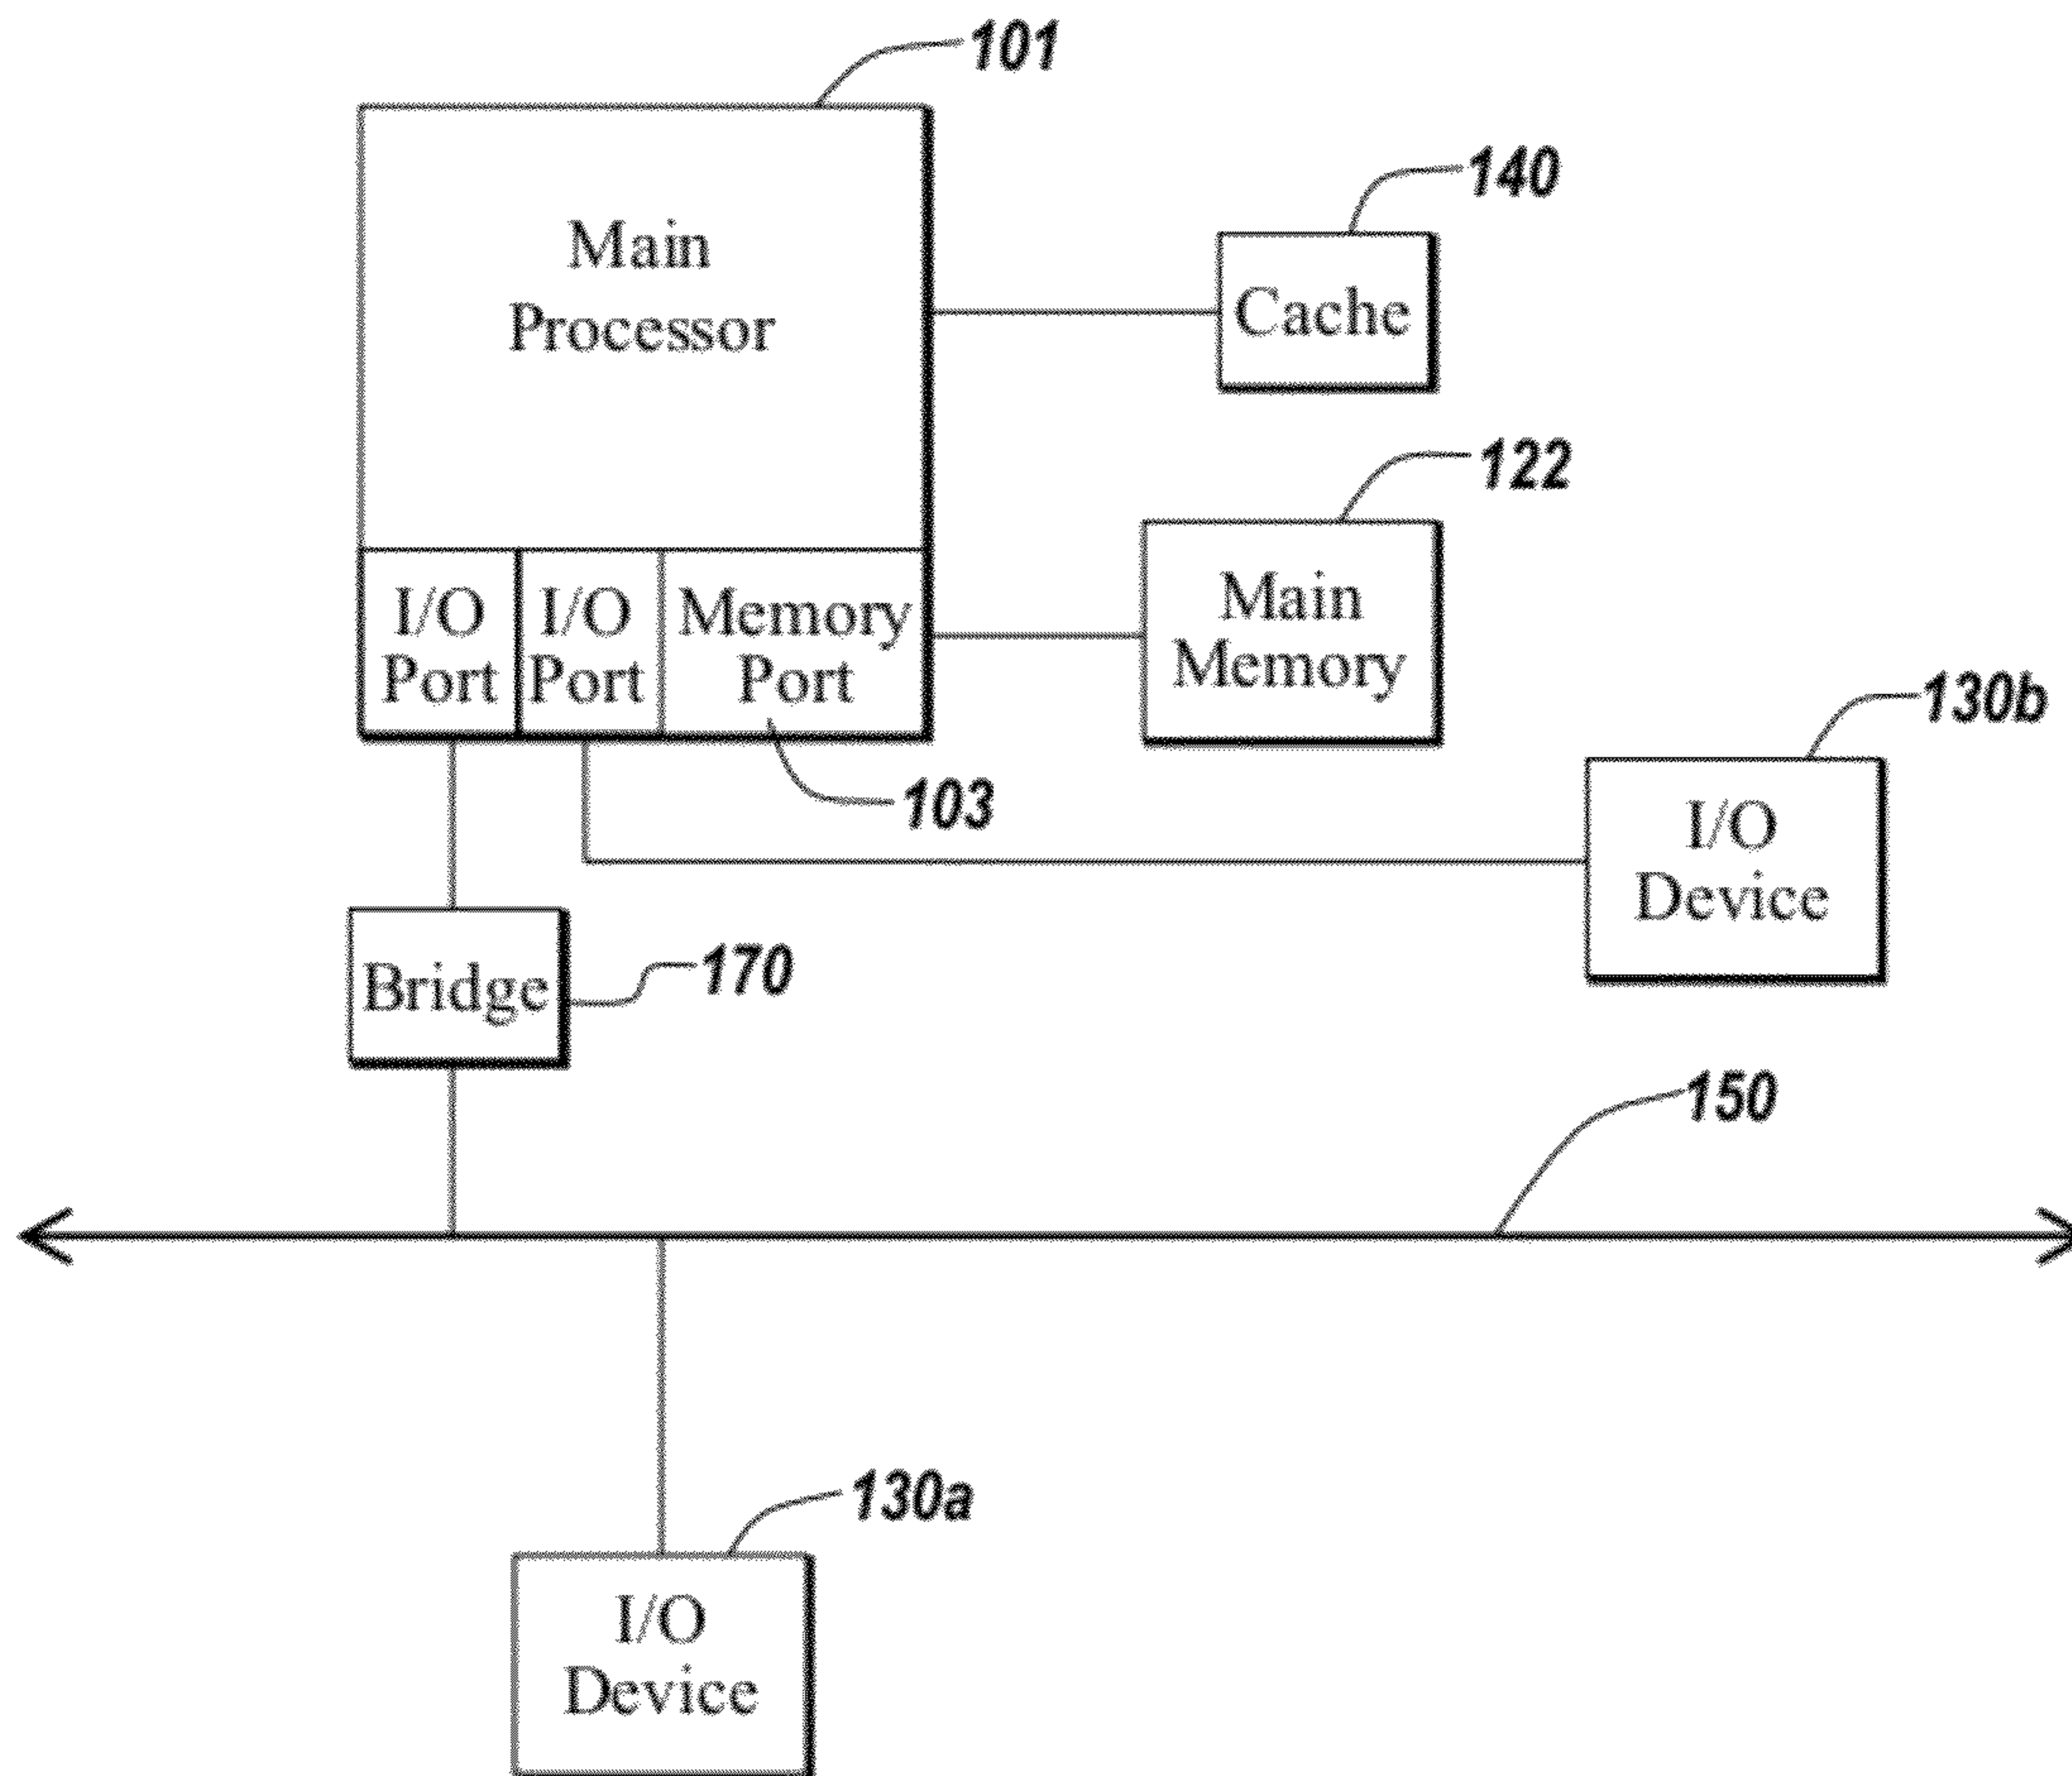 101
Main
Processor
140
Cache
122
Main
Memory
I/O
Port
I/O
Port
Memory
Port
103
130b
I/O
Device
Bridge
170
150
130a
I/O
Device